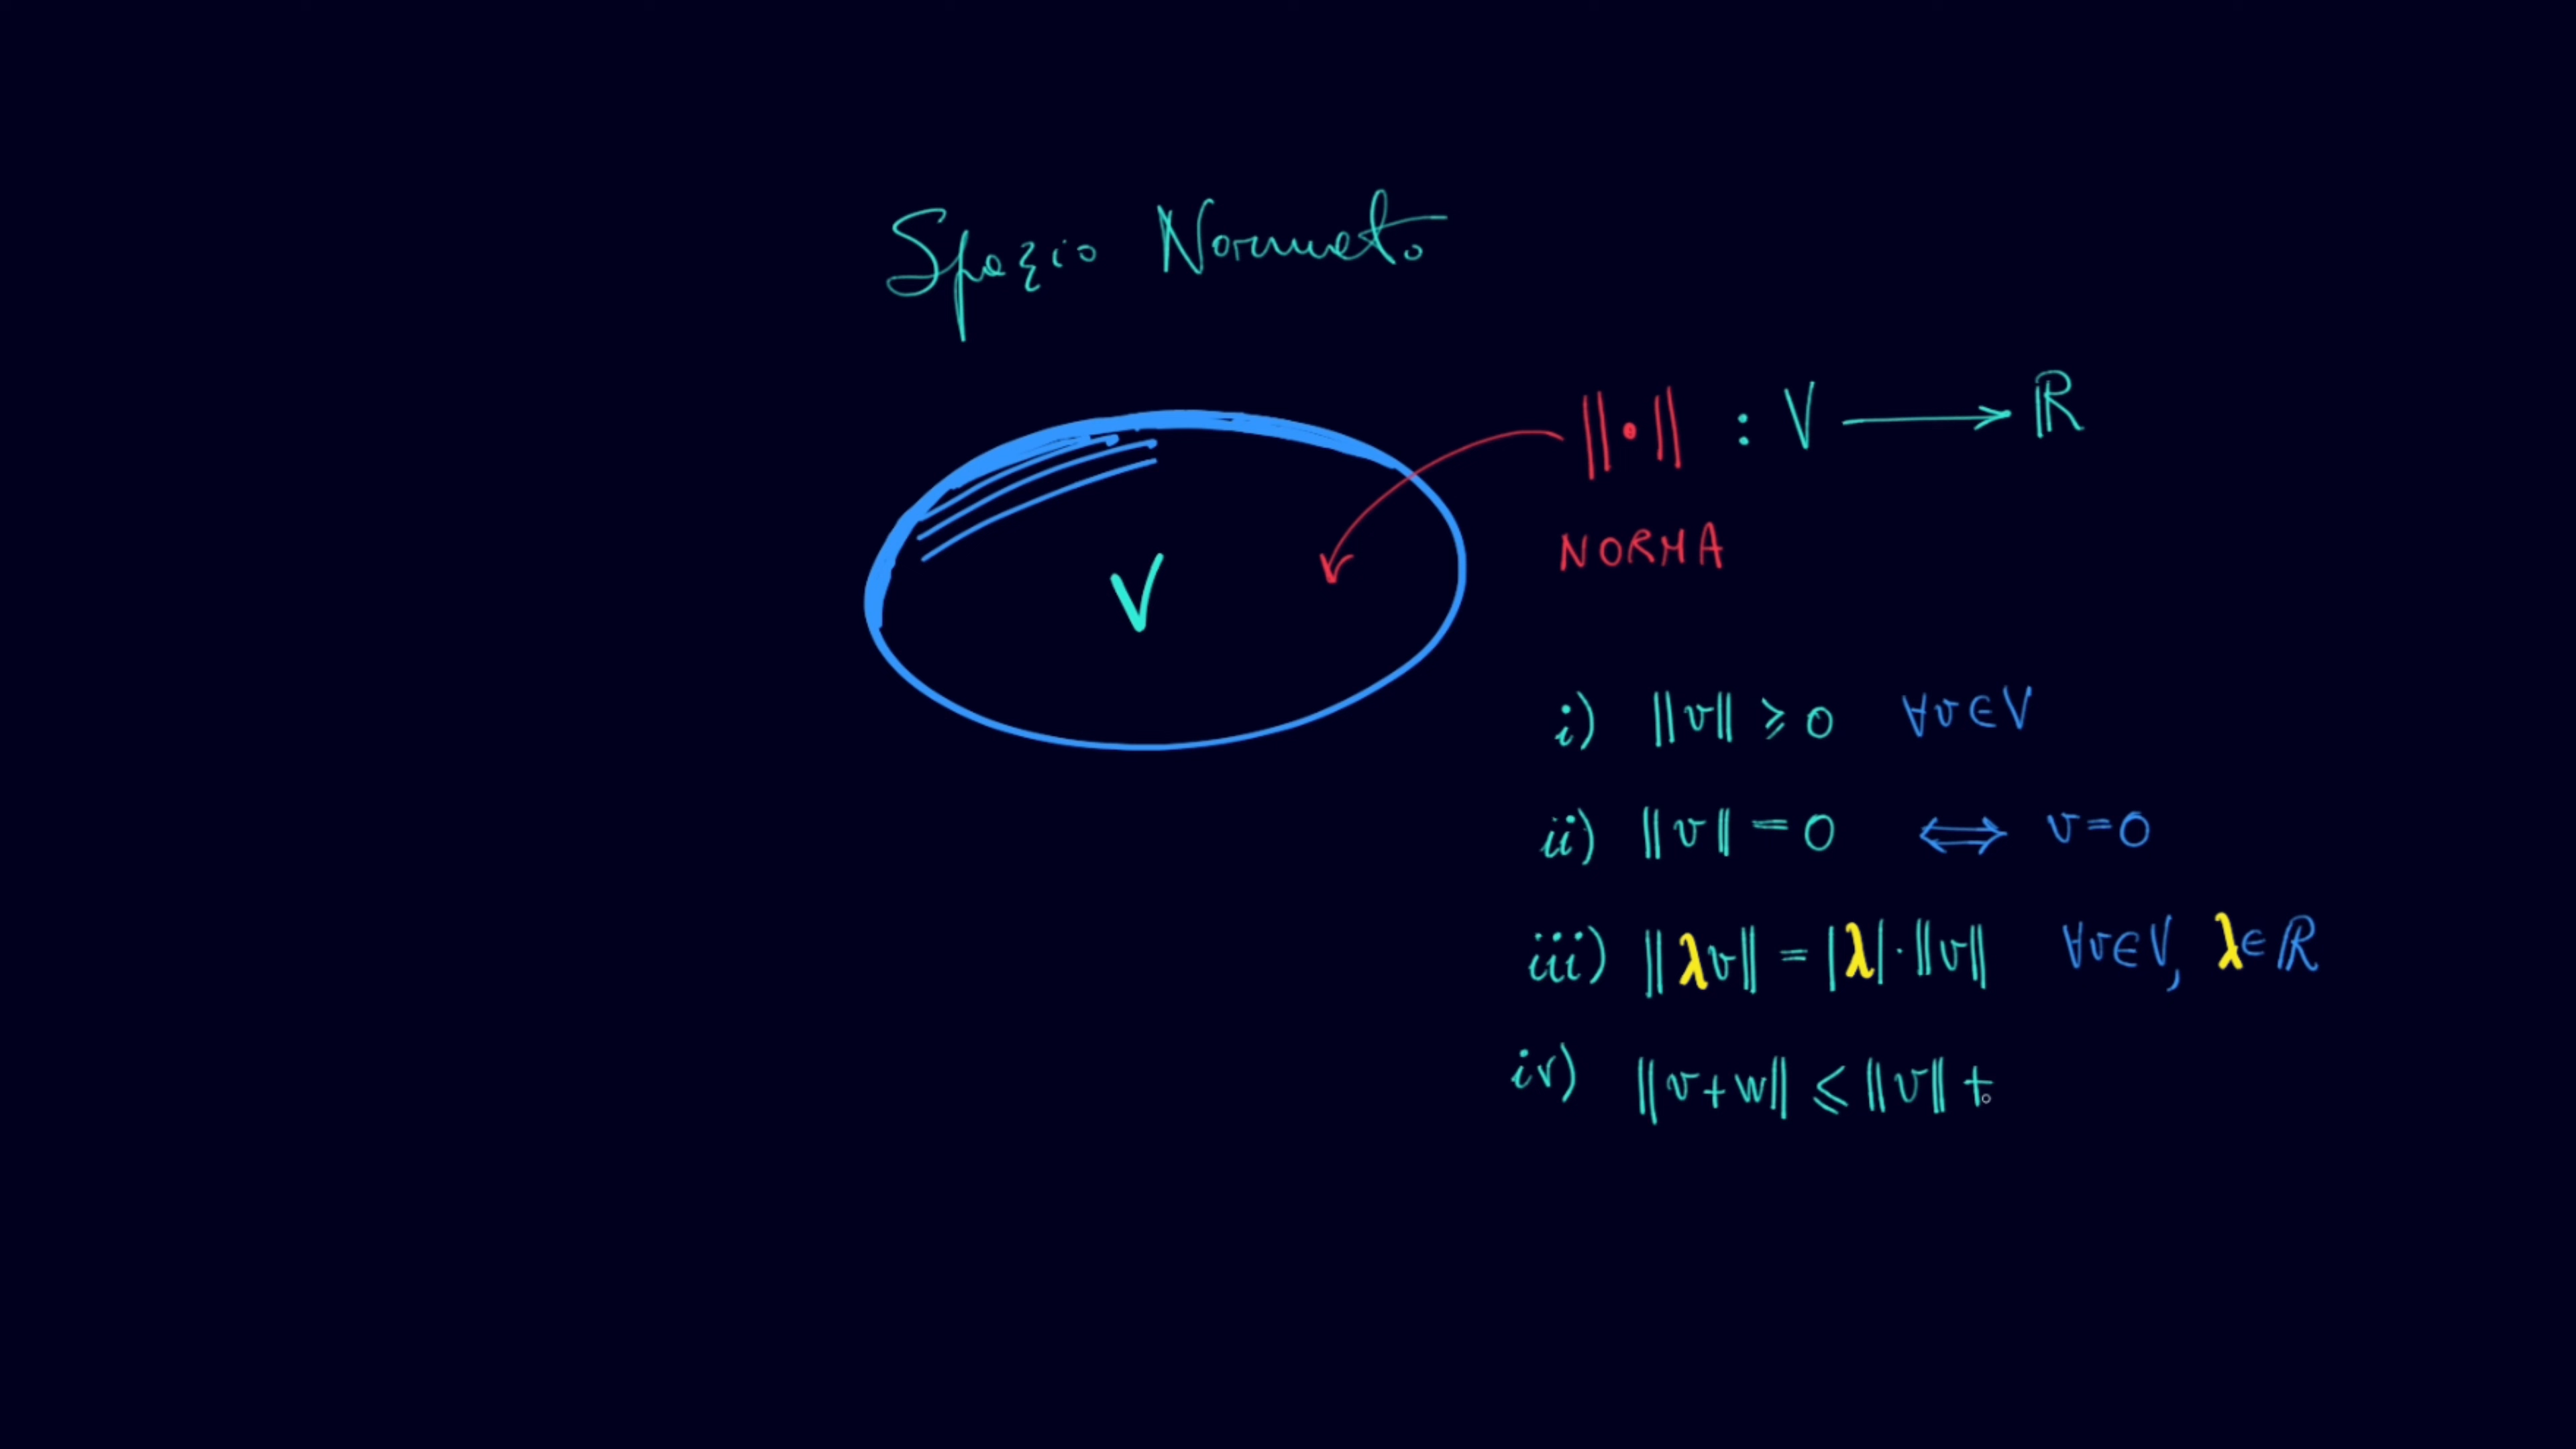 Spazio Normato
||•|| : V ⟶ ℝ
NORMA
V
i) ||v|| ⩾ 0 ∀v∈V
ii) ||v|| = 0 ⟺ v=0
iii) ||λv|| = |λ|·||v|| ∀v∈V, λ∈ℝ
iv) ||v+w|| ⩽ ||v|| +